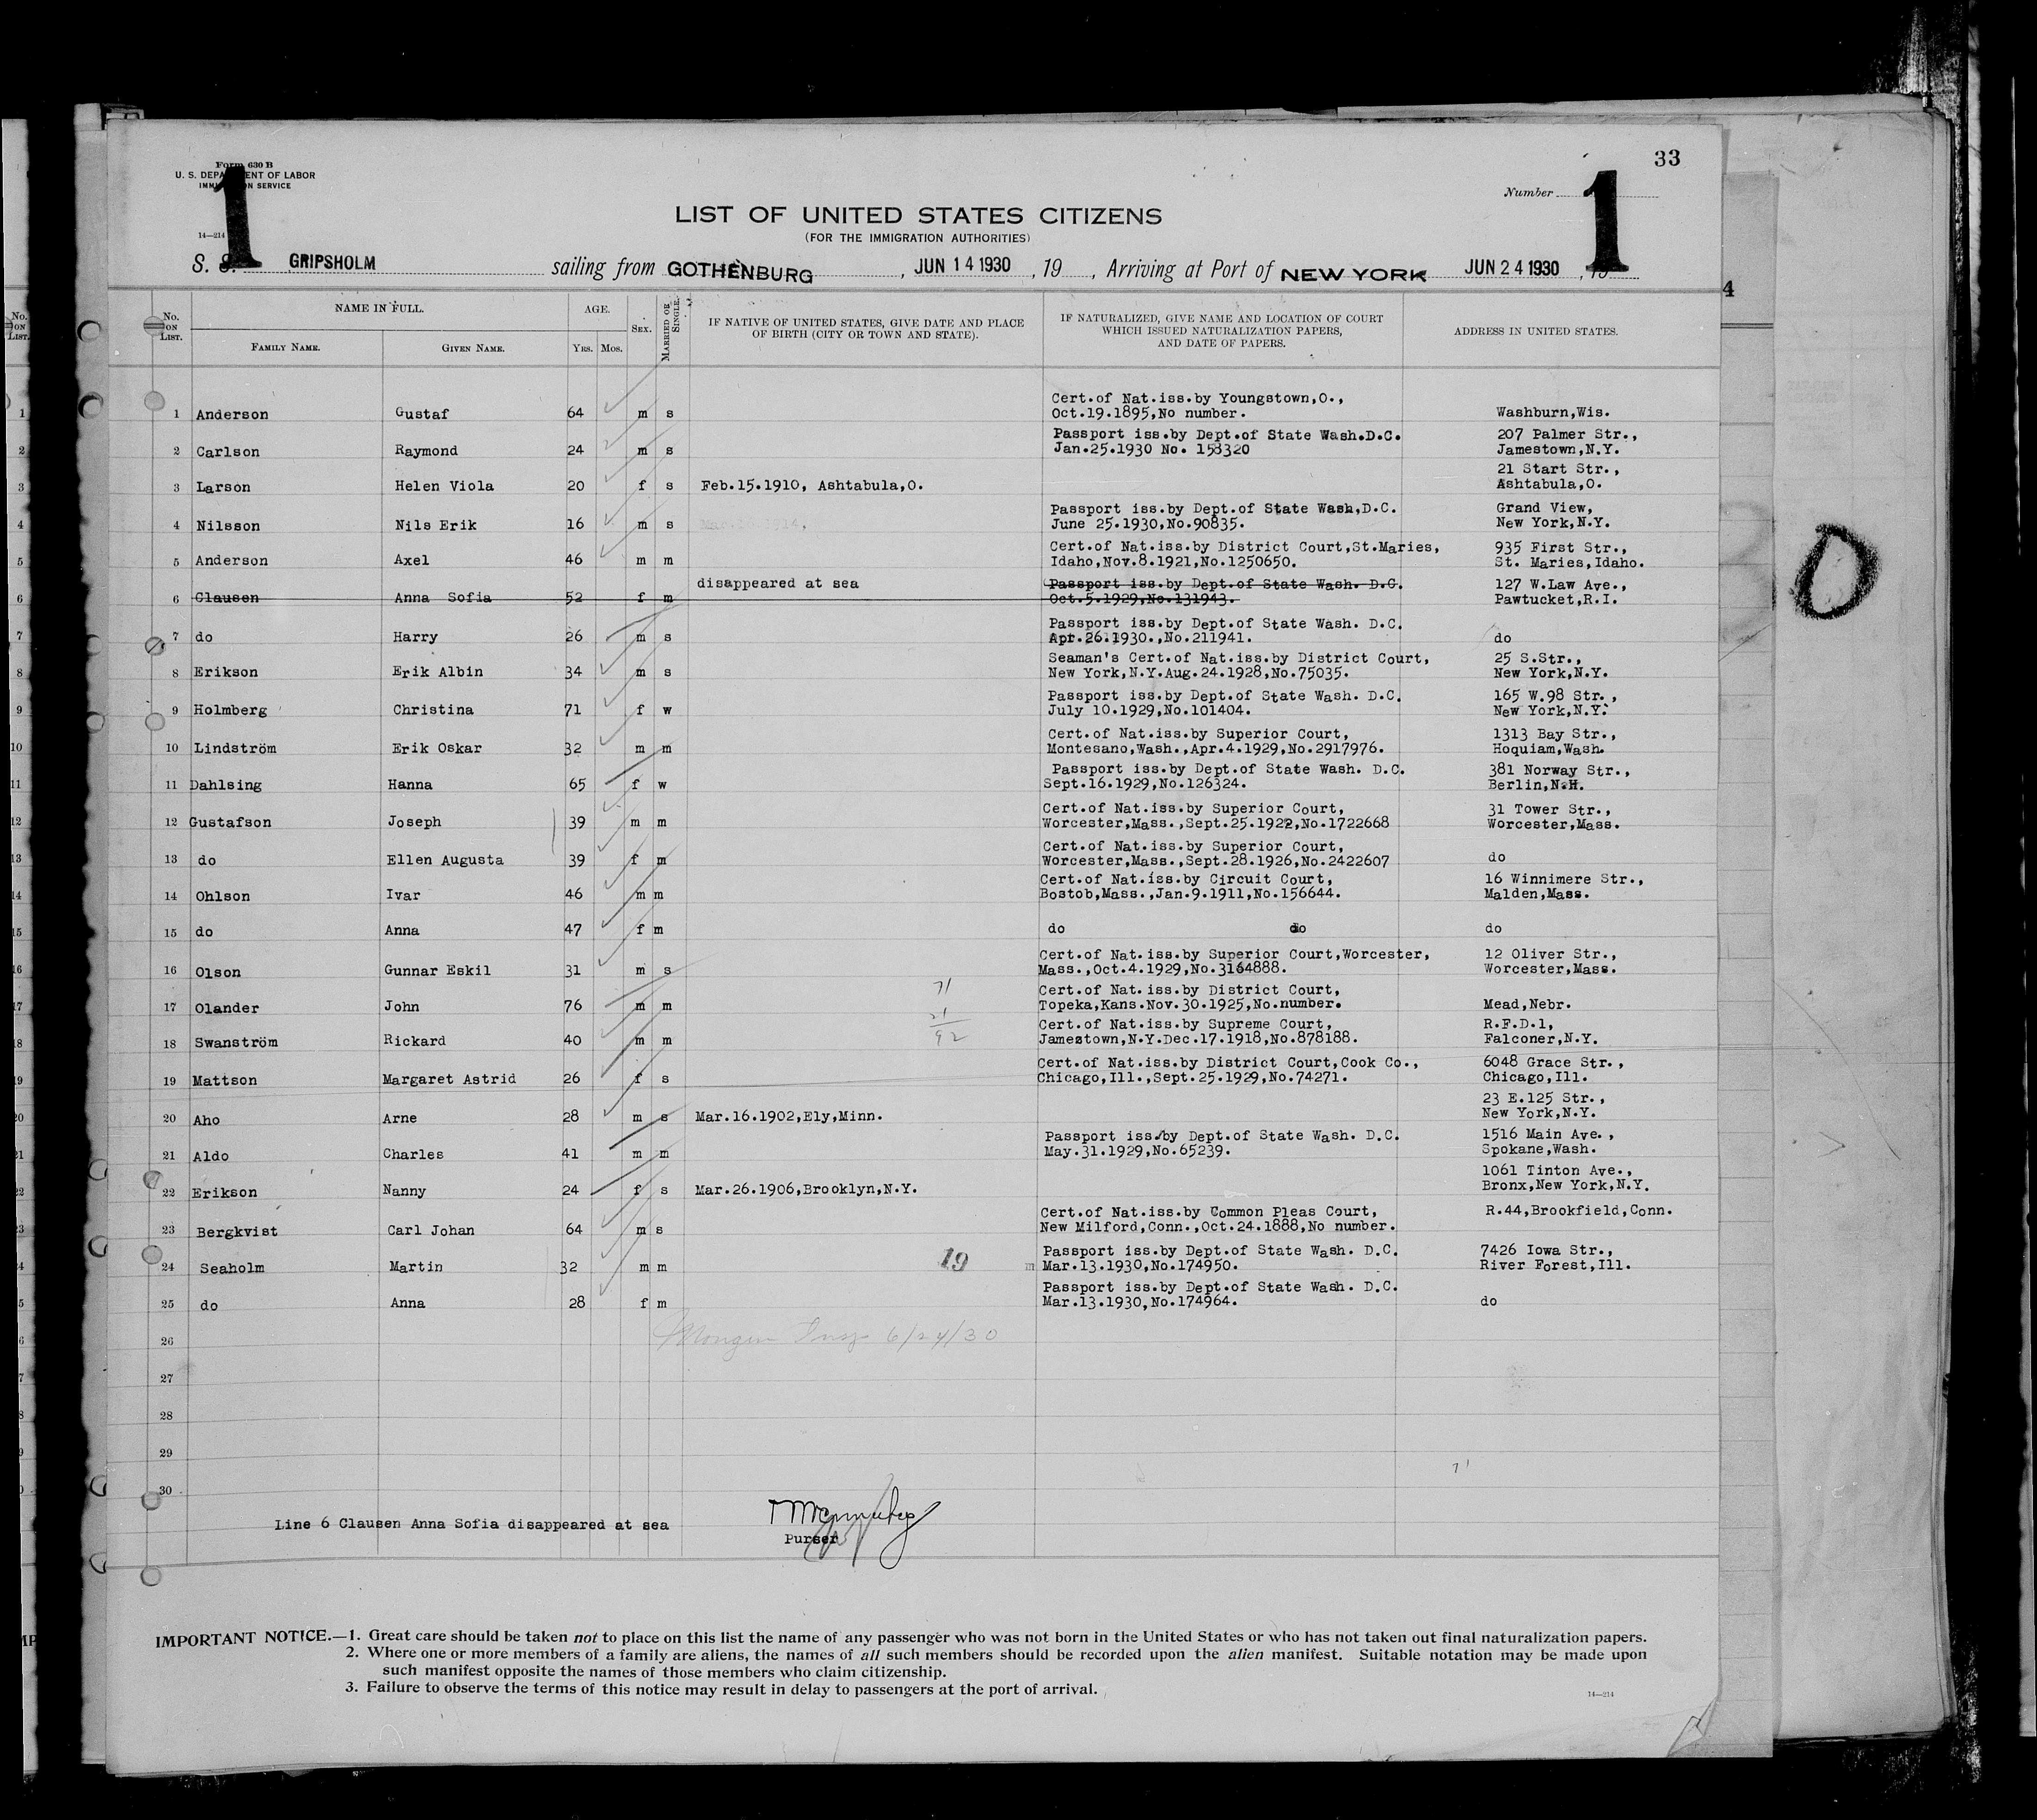 33
Form 630 B
U. S. DEPARTMENT OF LABOR
IMMIGRATION SERVICE
1
Number
1
LIST OF UNITED STATES CITIZENS
(FOR THE IMMIGRATION AUTHORITIES)
14—214
S. S. GRIPSHOLM sailing from GOTHENBURG, JUN 14 1930, 19 , Arriving at Port of NEW YORK JUN 24 1930, 19
No. ON LIST. NAME IN FULL. FAMILY NAME. GIVEN NAME. AGE. YRS. MOS. SEX. MARRIED OR SINGLE. IF NATIVE OF UNITED STATES, GIVE DATE AND PLACE OF BIRTH (CITY OR TOWN AND STATE). IF NATURALIZED, GIVE NAME AND LOCATION OF COURT WHICH ISSUED NATURALIZATION PAPERS, AND DATE OF PAPERS. ADDRESS IN UNITED STATES.
Cert.of Nat.iss.by Youngstown,O.,
1 Anderson Gustaf 64 m s Oct.19.1895,No number. Washburn,Wis.
Passport iss.by Dept.of State Wash.D.C. 207 Palmer Str.,
2 Carlson Raymond 24 m s Jan.25.1930 No. 158320 Jamestown,N.Y.
21 Start Str.,
3 Larson Helen Viola 20 f s Feb.15.1910, Ashtabula,O. Ashtabula,O.
Passport iss.by Dept.of State Wash,D.C. Grand View,
4 Nilsson Nils Erik 16 m s June 25.1930,No.90835. New York,N.Y.
Cert.of Nat.iss.by District Court,St.Maries, 935 First Str.,
5 Anderson Axel 46 m m Idaho,Nov.8.1921,No.1250650. St. Maries,Idaho.
disappeared at sea Passport iss.by Dept.of State Wash. D.C. 127 W.Law Ave.,
6 Clausen Anna Sofia 52 f m Oct.5.1929,No.131943. Pawtucket,R.I.
Passport iss.by Dept.of State Wash. D.C.
7 do Harry 26 m s Apr.26.1930.,No.211941. do
Seaman's Cert.of Nat.iss.by District Court, 25 S.Str.,
8 Erikson Erik Albin 34 m s New York,N.Y.Aug.24.1928,No.75035. New York,N.Y.
Passport iss.by Dept.of State Wash. D.C. 165 W.98 Str.,
9 Holmberg Christina 71 f w July 10.1929,No.101404. New York,N.Y.
Cert.of Nat.iss.by Superior Court, 1313 Bay Str.,
10 Lindström Erik Oskar 32 m m Montesano,Wash.,Apr.4.1929,No.2917976. Hoquiam,Wash.
Passport iss.by Dept.of State Wash. D.C. 381 Norway Str.,
11 Dahlsing Hanna 65 f w Sept.16.1929,No.126324. Berlin,N.H.
Cert.of Nat.iss.by Superior Court, 31 Tower Str.,
12 Gustafson Joseph 39 m m Worcester,Mass.,Sept.25.1922,No.1722668 Worcester,Mass.
Cert.of Nat.iss.by Superior Court,
13 do Ellen Augusta 39 f m Worcester,Mass.,Sept.28.1926,No.2422607 do
Cert.of Nat.iss.by Circuit Court, 16 Winnimere Str.,
14 Ohlson Ivar 46 m m Bostob,Mass.,Jan.9.1911,No.156644. Malden,Mass.
15 do Anna 47 f m do do do
Cert.of Nat.iss.by Superior Court,Worcester, 12 Oliver Str.,
16 Olson Gunnar Eskil 31 m s Mass.,Oct.4.1929,No.3164888. Worcester,Mass.
71 Cert.of Nat.iss.by District Court,
17 Olander John 76 m m Topeka,Kans.Nov.30.1925,No.number. Mead,Nebr.
21 Cert.of Nat.iss.by Supreme Court, R.F.D.1,
18 Swanström Rickard 40 m m 92 Jamestown,N.Y.Dec.17.1918,No.878188. Falconer,N.Y.
Cert.of Nat.iss.by District Court,Cook Co., 6048 Grace Str.,
19 Mattson Margaret Astrid 26 f s Chicago,Ill.,Sept.25.1929,No.74271. Chicago,Ill.
23 E.125 Str.,
20 Aho Arne 28 m s Mar.16.1902,Ely,Minn. New York,N.Y.
Passport iss.by Dept.of State Wash. D.C. 1516 Main Ave.,
21 Aldo Charles 41 m m May.31.1929,No.65239. Spokane,Wash.
1061 Tinton Ave.,
22 Erikson Nanny 24 f s Mar.26.1906,Brooklyn,N.Y. Bronx,New York,N.Y.
Cert.of Nat.iss.by Common Pleas Court, R.44,Brookfield,Conn.
23 Bergkvist Carl Johan 64 m s New Milford,Conn.,Oct.24.1888,No number.
19 Passport iss.by Dept.of State Wash. D.C. 7426 Iowa Str.,
24 Seaholm Martin 32 m m Mar.13.1930,No.174950. River Forest,Ill.
Passport iss.by Dept.of State Wash. D.C.
25 do Anna 28 f m Mar.13.1930,No.174964. do
26 6/24/30
27
28
29
71
30
Line 6 Clausen Anna Sofia disappeared at sea
Purser
IMPORTANT NOTICE.—1. Great care should be taken not to place on this list the name of any passenger who was not born in the United States or who has not taken out final naturalization papers.
2. Where one or more members of a family are aliens, the names of all such members should be recorded upon the alien manifest. Suitable notation may be made upon
such manifest opposite the names of those members who claim citizenship.
3. Failure to observe the terms of this notice may result in delay to passengers at the port of arrival.
14—214
4